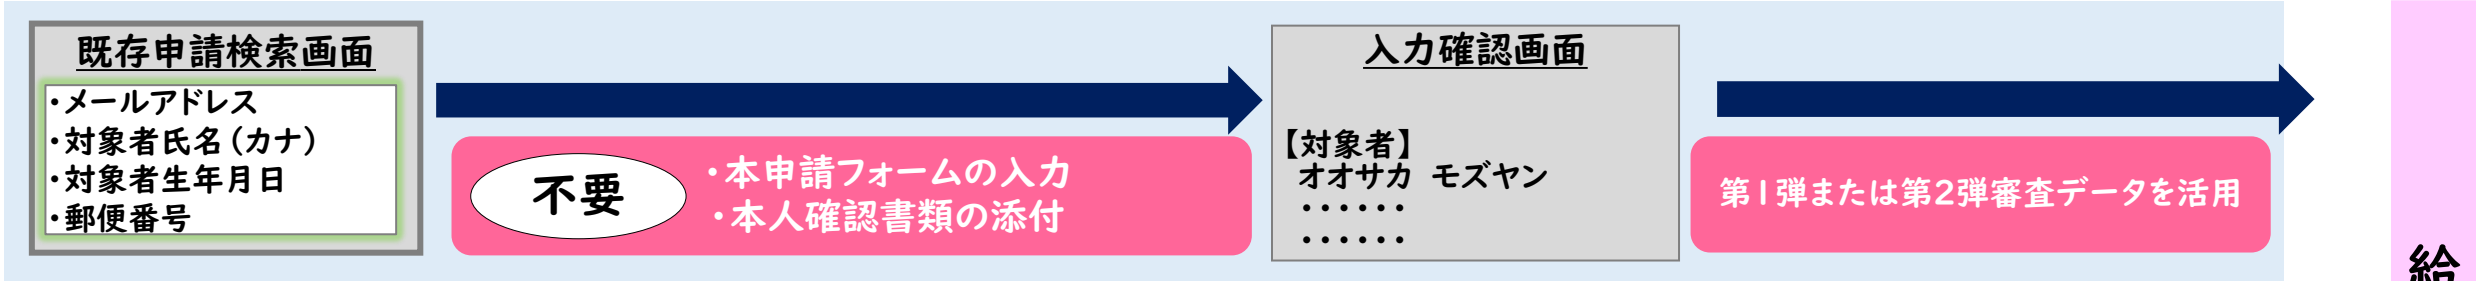 既存申請検索画面
・メールアドレス
・対象者氏名(カナ)
・対象者生年月日
・郵便番号
不要
・本申請フォームの入力
・本人確認書類の添付
入力確認画面
【対象者】
オオサカ モズヤン
・・・・・・
・・・・・・
第1弾または第2弾審査データを活用
給